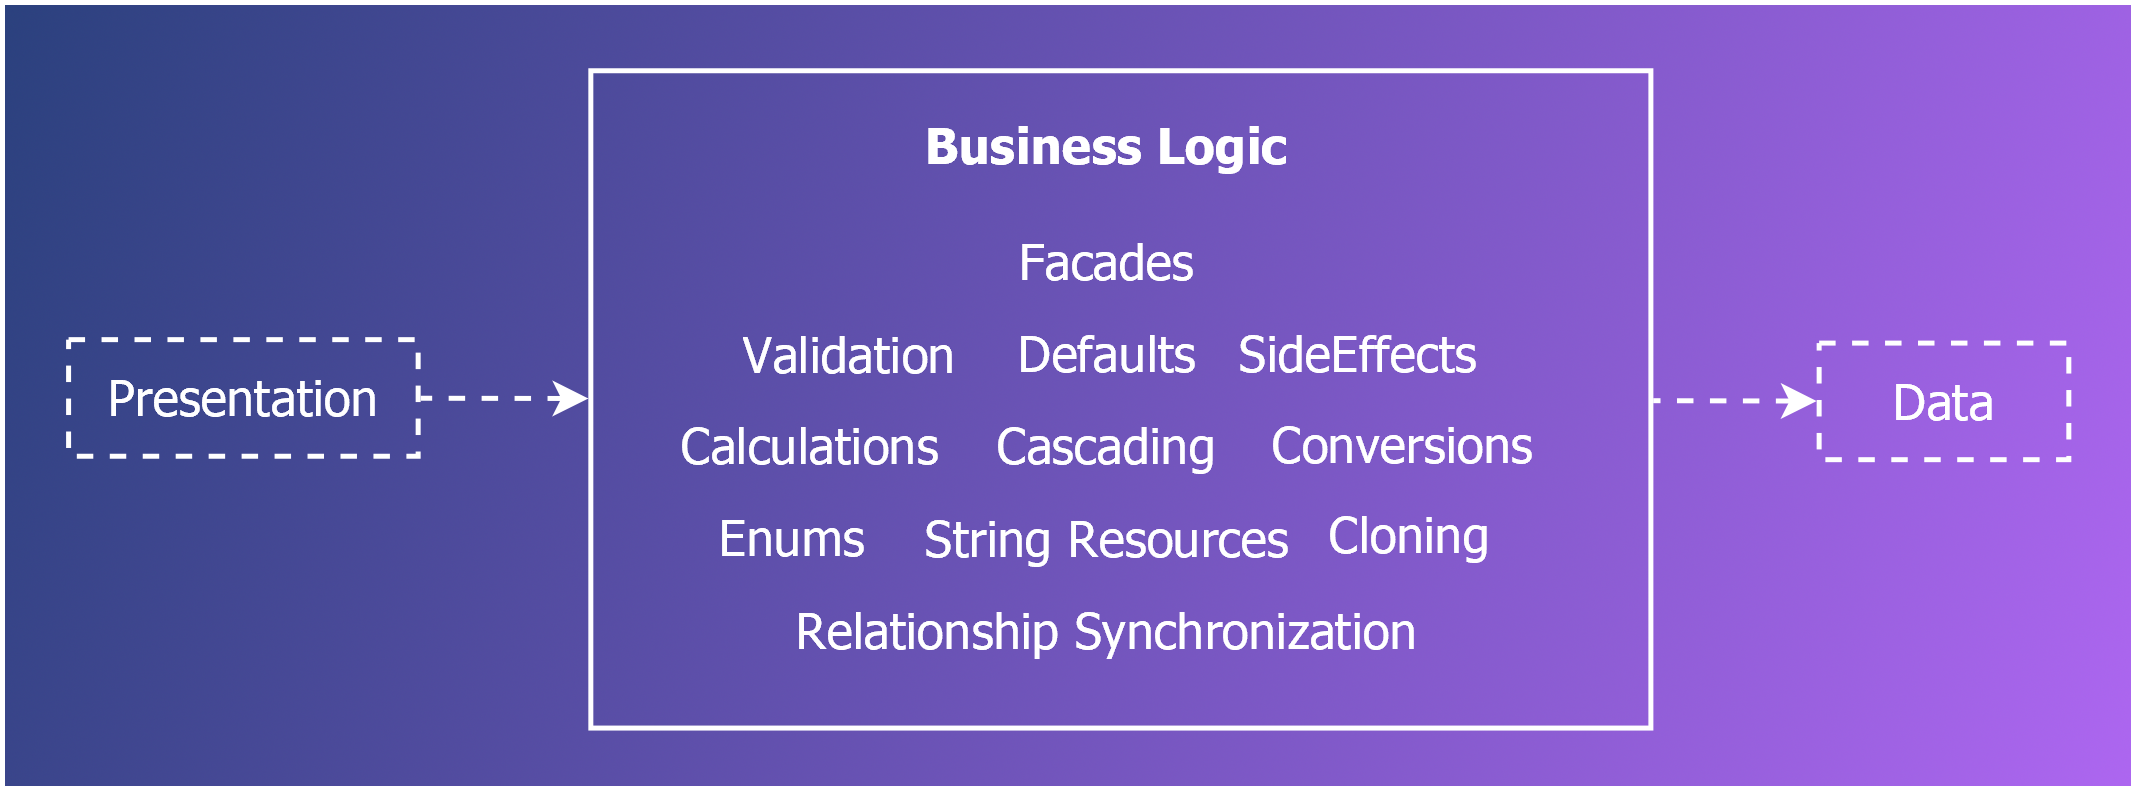 Business Logic
Facades
Validation Defaults SideEffects
Presentation
Data
Calculations Cascading Conversions
Enums String Resources Cloning
Relationship Synchronization